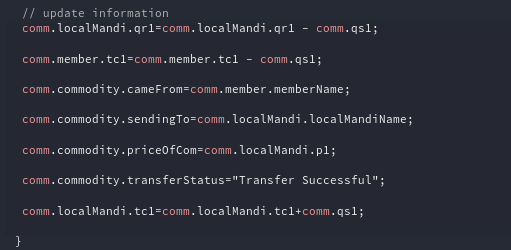 // update information
comm.localMandi.qr1=comm.localMandi.qr1 – comm.qs1;
comm.member.tc1=comm.member.tc1 – comm.qs1;
comm.commodity.cameFrom=comm.member.memberName;
comm.commodity.sendingTo=comm.localMandi.localMandiName;
comm.commodity.priceOfCom=comm.localMandi.p1;
comm.commodity.transferStatus="Transfer Successful";
comm.localMandi.tc1=comm.localMandi.tc1+comm.qs1;
}